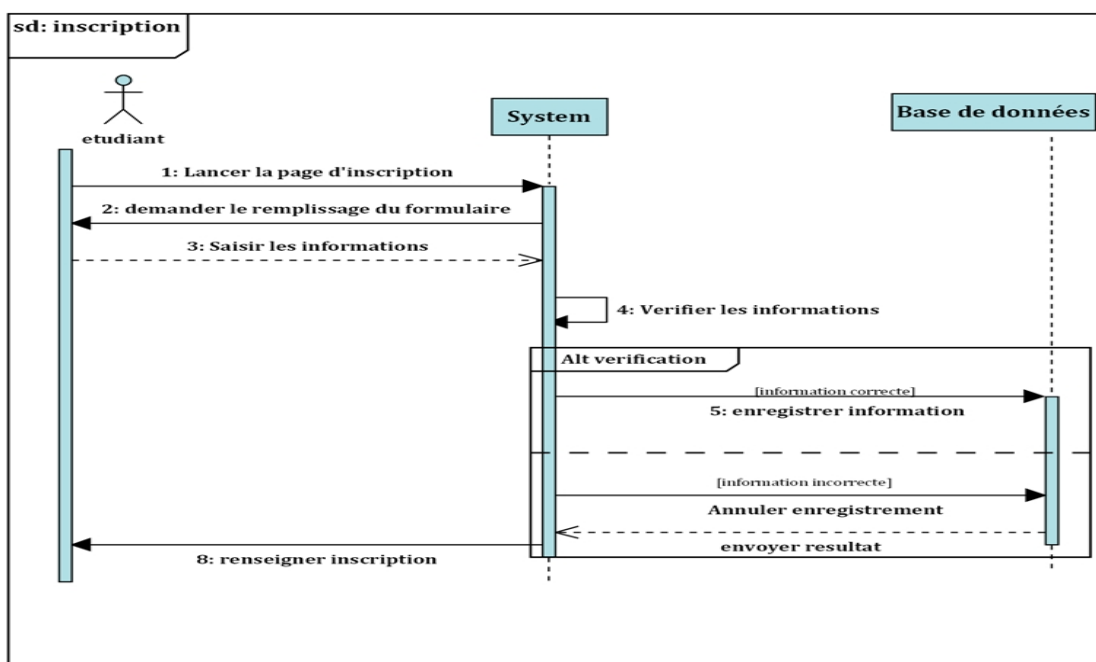 sd: inscription
etudiant
System
Base de données
1: Lancer la page d'inscription
2: demander le remplissage du formulaire
3: Saisir les informations
4: Verifier les informations
Alt verification
[information correcte]
5: enregistrer information
[information incorrecte]
Annuler enregistrement
envoyer resultat
8: renseigner inscription